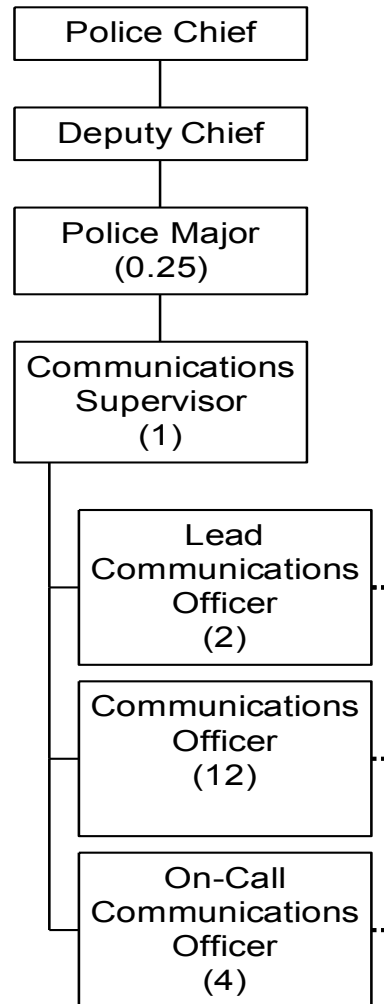 Police Chief
Deputy Chief
Police Major
(0.25)
Communications
Supervisor
(1)
Lead
Communications
Officer
(2)
Communications
Officer
(12)
On-Call
Communications
Officer
(4)